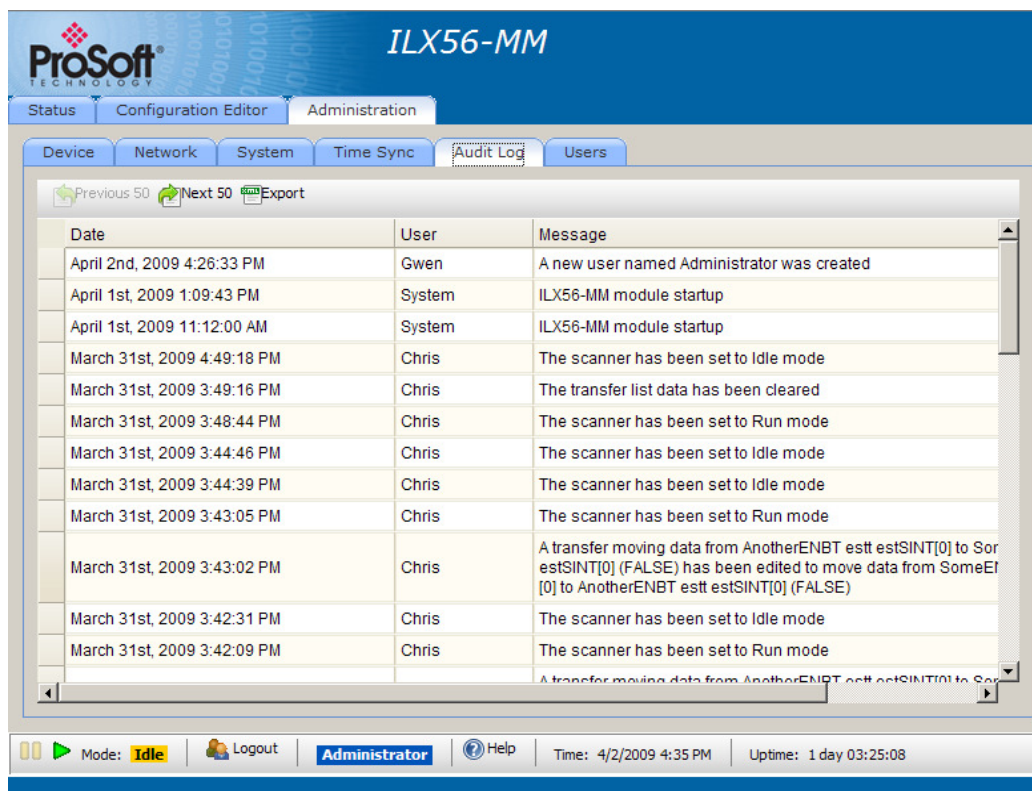 ProSoft®
TECHNOLOGY
ILX56-MM
Status Configuration Editor Administration
Device Network System Time Sync Audit Log Users
Previous 50 Next 50 Export
Date User Message
April 2nd, 2009 4:26:33 PM Gwen A new user named Administrator was created
April 1st, 2009 1:09:43 PM System ILX56-MM module startup
April 1st, 2009 11:12:00 AM System ILX56-MM module startup
March 31st, 2009 4:49:18 PM Chris The scanner has been set to Idle mode
March 31st, 2009 3:49:16 PM Chris The transfer list data has been cleared
March 31st, 2009 3:48:44 PM Chris The scanner has been set to Run mode
March 31st, 2009 3:44:46 PM Chris The scanner has been set to Idle mode
March 31st, 2009 3:44:39 PM Chris The scanner has been set to Idle mode
March 31st, 2009 3:43:05 PM Chris The scanner has been set to Run mode
A transfer moving data from AnotherENBT estt estSINT[0] to
March 31st, 2009 3:43:02 PM Chris estSINT[0] (FALSE) has been edited to move data from
[0] to AnotherENBT estt estSINT[0] (FALSE)
March 31st, 2009 3:42:31 PM Chris The scanner has been set to Idle mode
March 31st, 2009 3:42:09 PM Chris The scanner has been set to Run mode
A transfer moving data from AnotherENBT estt estSINT[0] to
Mode: Idle Logout Administrator Help Time: 4/2/2009 4:35 PM Uptime: 1 day 03:25:08